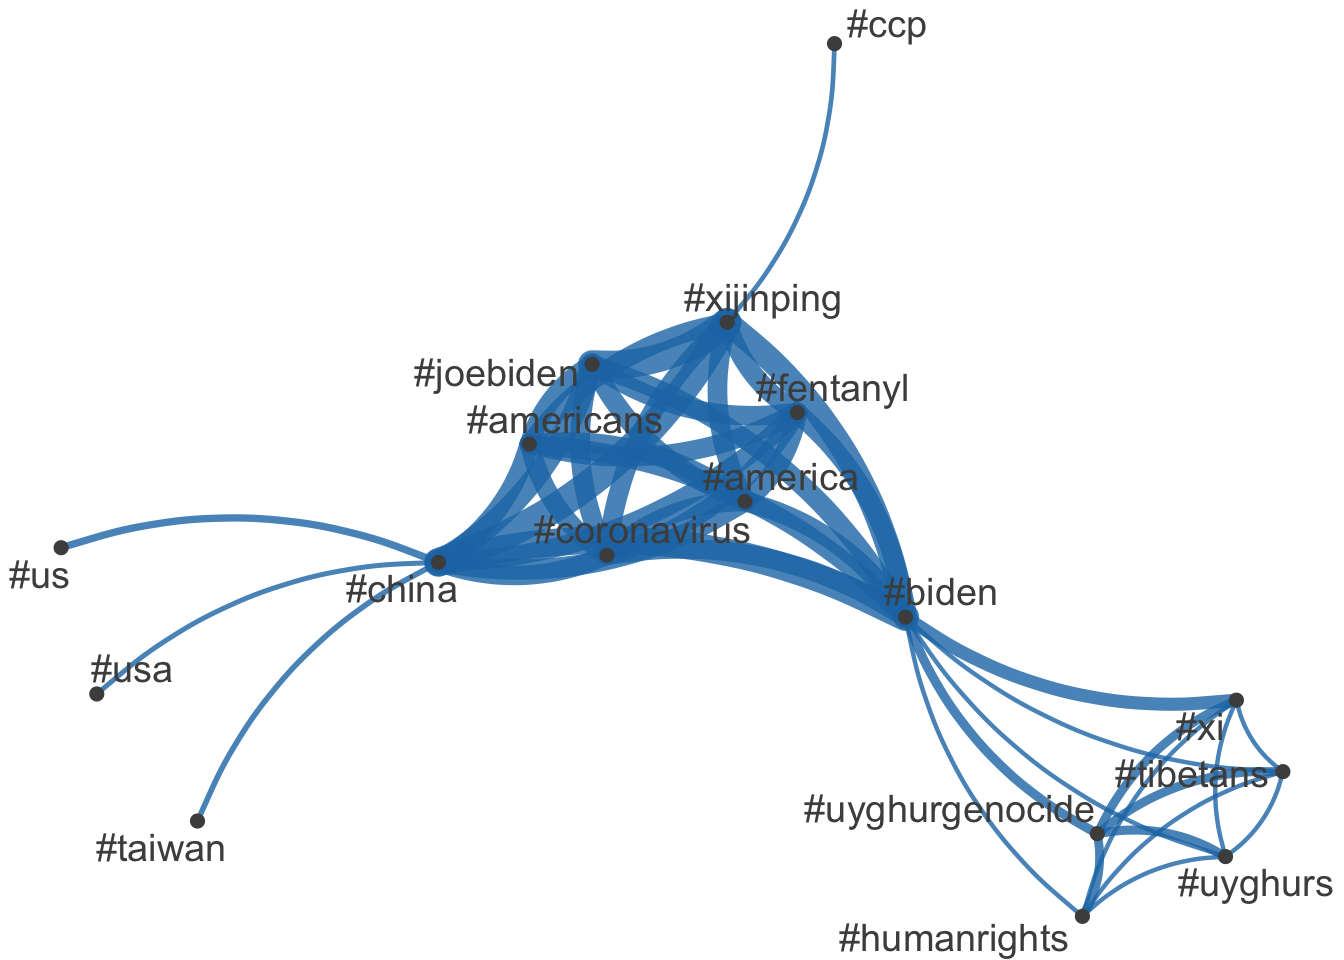 #ccp
#xijinping
#joebiden
#fentanyl
#americans
#america
#coronavirus
#us
#china
#biden
#usa
#xi
#tibetans
#uyghurgenocide
#taiwan
#uyghurs
#humanrights